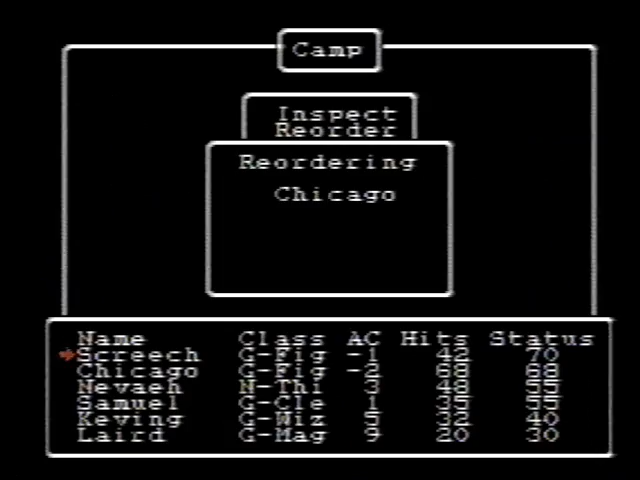 Camp
Inspect
Reorder
Reordering
Chicago
Name Class AC Hits Status
Screech G-Fig -1 42 70
Chicago G-Fig -2 68 68
Nevaeh N-Thi 3 48 55
Samuel G-Cle 1 35 55
Keving G-Wiz 5 32 40
Laird G-Mag 9 20 30